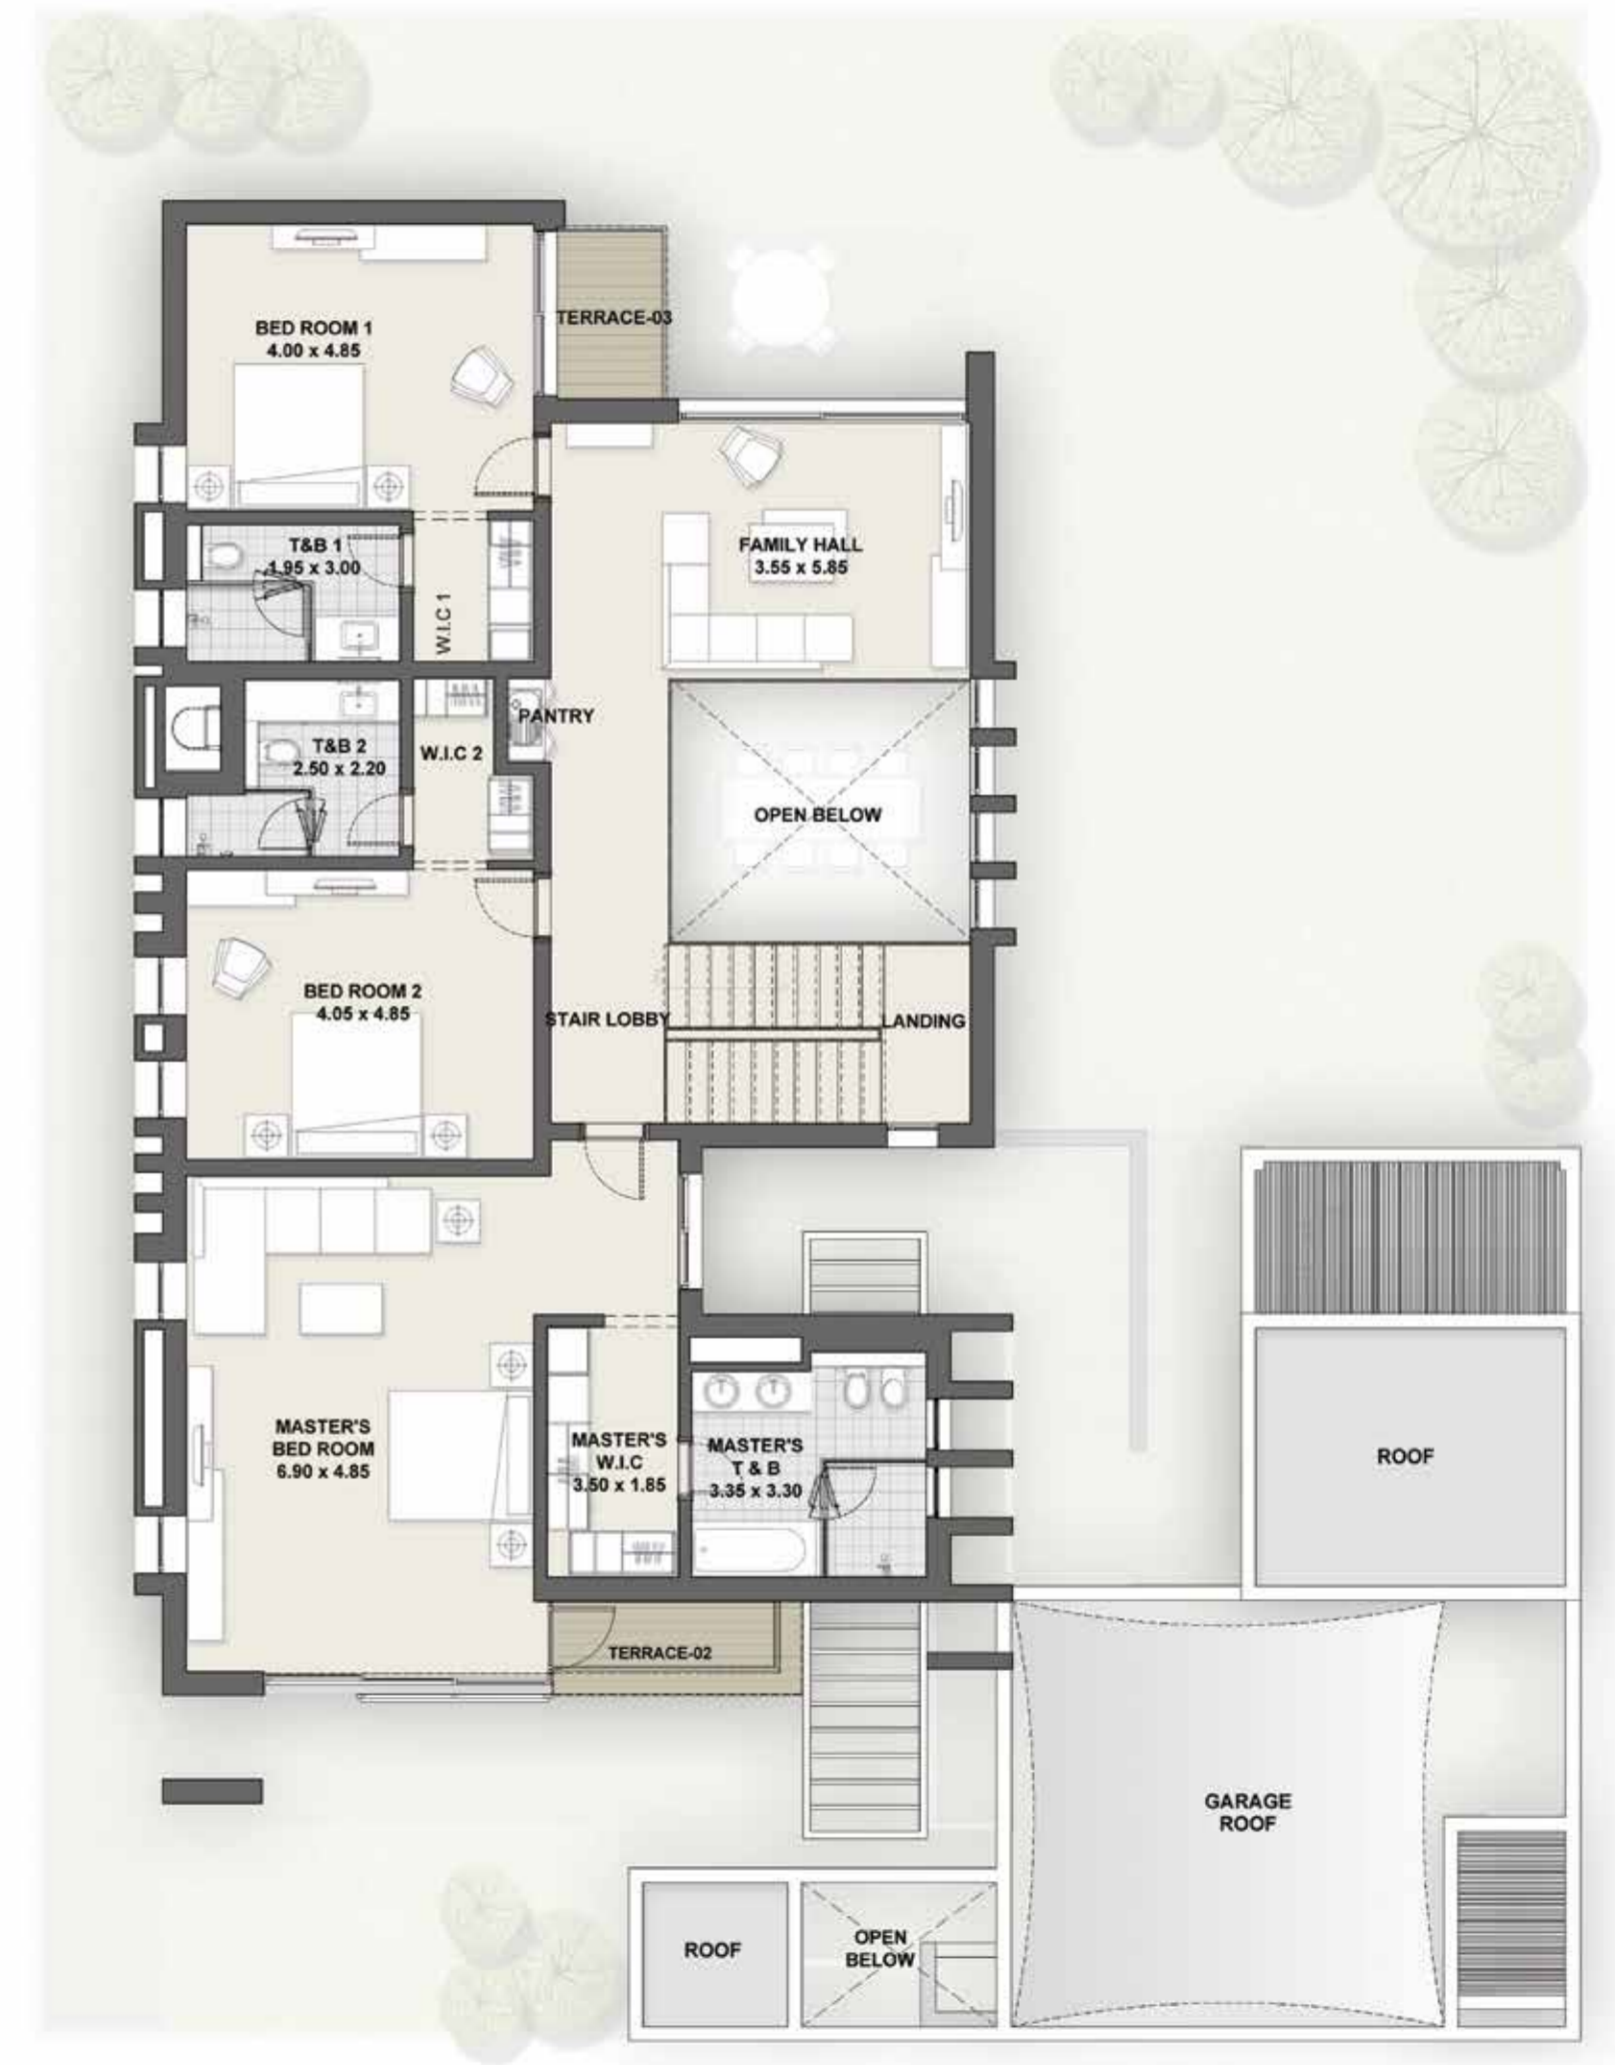 BED ROOM 1
4.00 x 4.85
TERRACE-03
T&B 1
1.95 x 3.00
W.I.C 1
FAMILY HALL
3.55 x 5.85
PANTRY
T&B 2
2.50 x 2.20
W.I.C 2
OPEN BELOW
BED ROOM 2
4.05 x 4.85
STAIR LOBBY
LANDING
MASTER'S
BED ROOM
6.90 x 4.85
MASTER'S
W.I.C
3.50 x 1.85
MASTER'S
T & B
3.35 x 3.30
ROOF
TERRACE-02
GARAGE
ROOF
ROOF
OPEN
BELOW